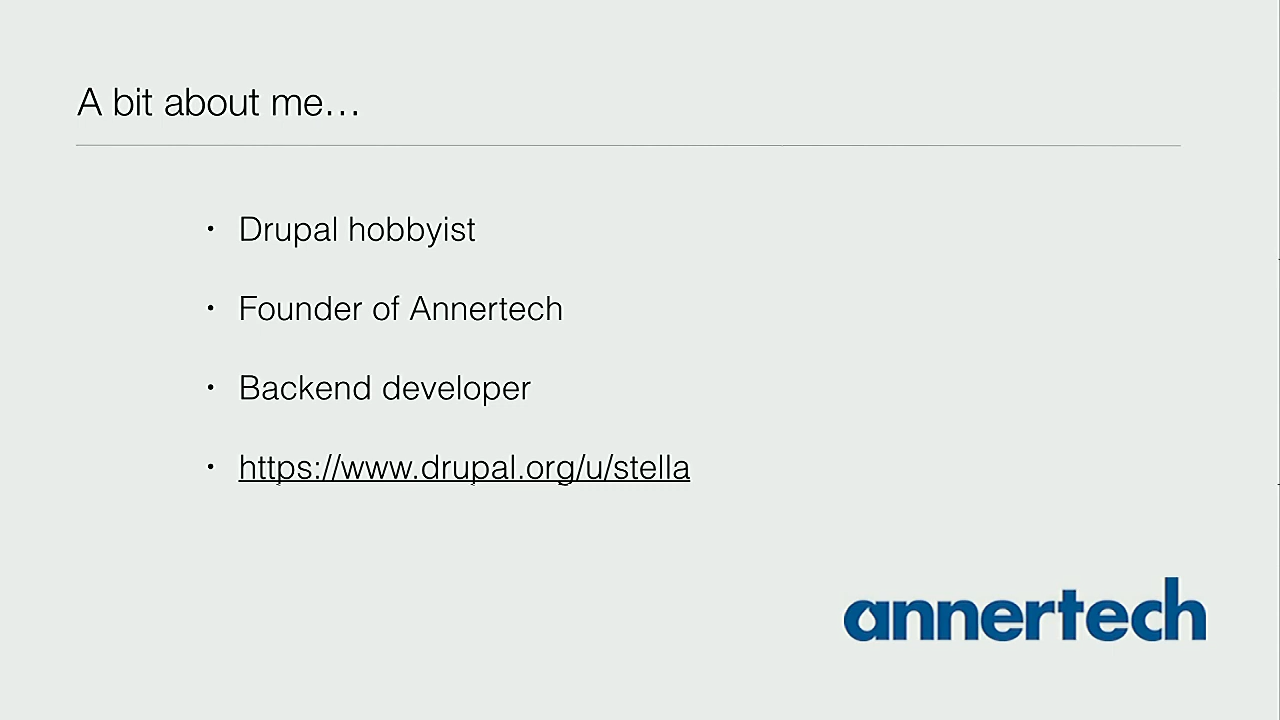 A bit about me…
• Drupal hobbyist
• Founder of Annertech
• Backend developer
• https://www.drupal.org/u/stella
annertech